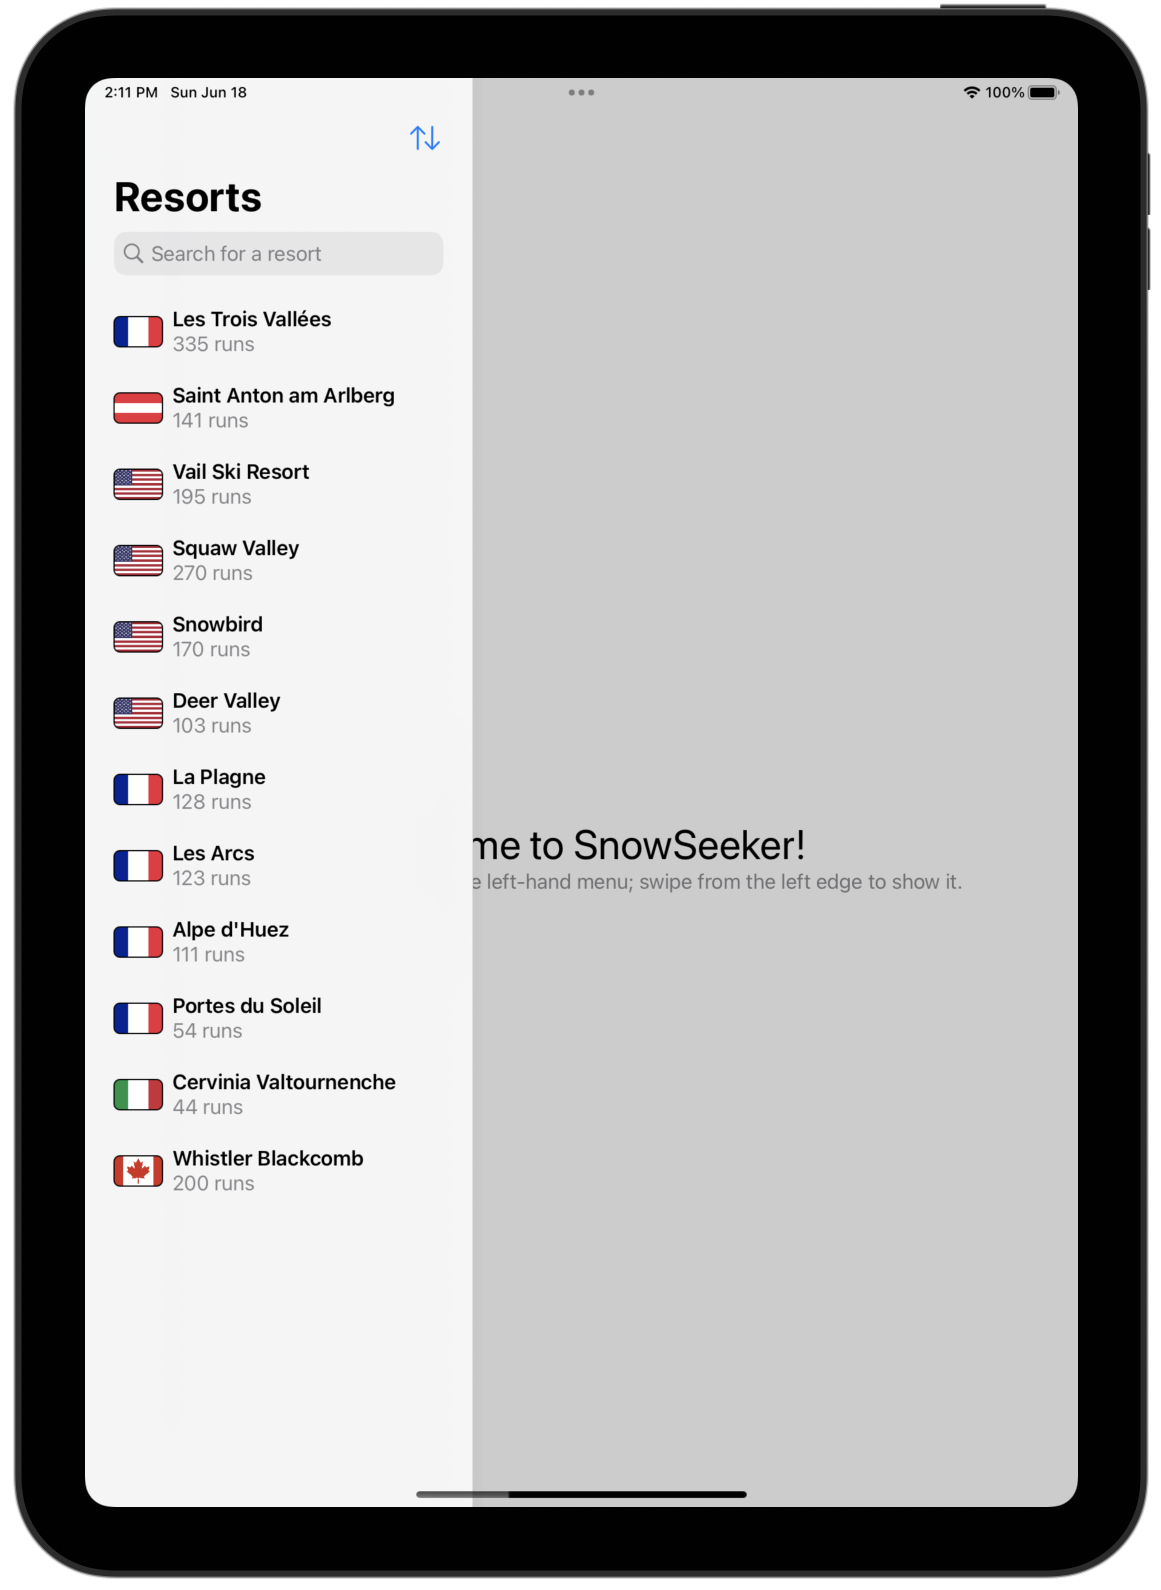 2:11 PM Sun Jun 18
100%
Resorts
Search for a resort
Les Trois Vallées
335 runs
Saint Anton am Arlberg
141 runs
Vail Ski Resort
195 runs
Squaw Valley
270 runs
Snowbird
170 runs
Deer Valley
103 runs
La Plagne
128 runs
Les Arcs
123 runs
Alpe d'Huez
111 runs
Portes du Soleil
54 runs
Cervinia Valtournenche
44 runs
Whistler Blackcomb
200 runs
me to SnowSeeker!
e left-hand menu; swipe from the left edge to show it.